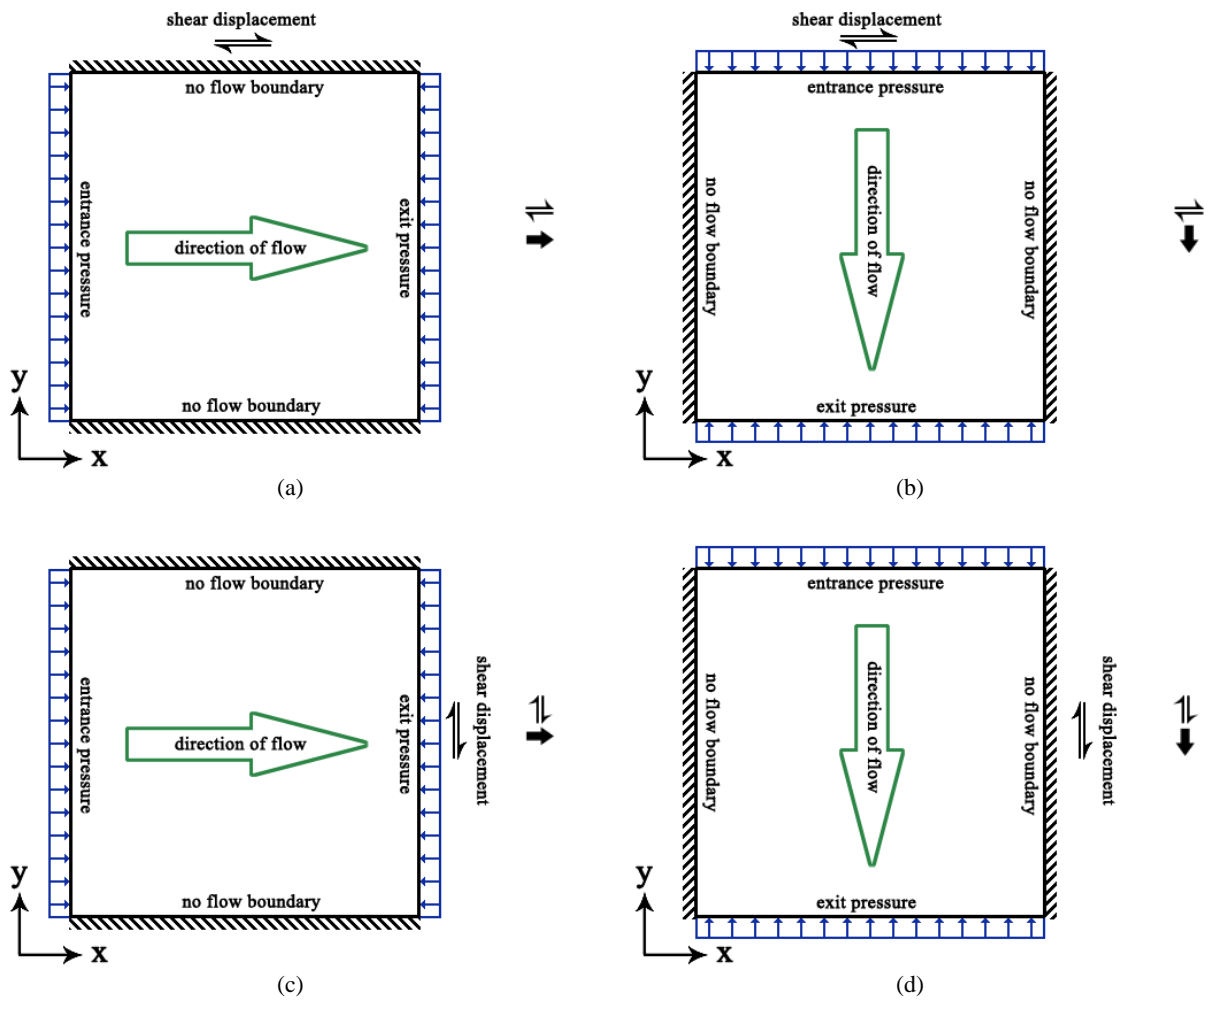 shear displacement
no flow boundary
entrance pressure
direction of flow
exit pressure
no flow boundary
y
x
(a)
shear displacement
entrance pressure
no flow boundary
direction of flow
no flow boundary
exit pressure
y
x
(b)
no flow boundary
entrance pressure
direction of flow
exit pressure
shear displacement
no flow boundary
y
x
(c)
entrance pressure
no flow boundary
direction of flow
no flow boundary
shear displacement
exit pressure
y
x
(d)